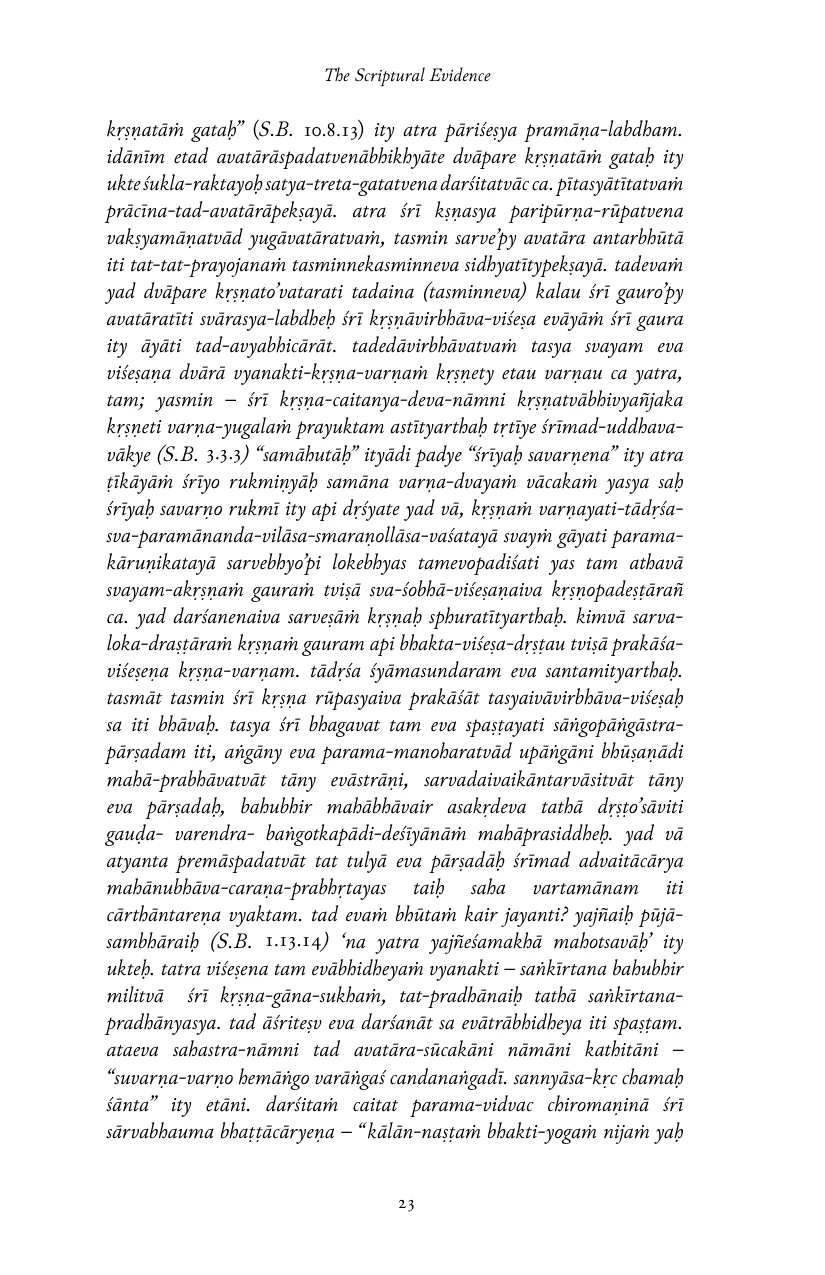 The Scriptural Evidence
kṛṣṇatāṁ gataḥ” (S.B. 10.8.13) ity atra pāriśeṣya pramāṇa-labdham.
idānīm etad avatārāspadatvenābhikhyāte dvāpare kṛṣṇatāṁ gataḥ ity
ukte śukla-raktayoḥ satya-treta-gatatvena darśitatvāc ca. pītasyātītatvaṁ
prācīna-tad-avatārāpekṣayā. atra śrī kṣṇasya paripūrṇa-rūpatvena
vakṣyamāṇatvād yugāvatāratvaṁ, tasmin sarve’py avatāra antarbhūtā
iti tat-tat-prayojanaṁ tasminnekasminneva sidhyatītypekṣayā. tadevaṁ
yad dvāpare kṛṣṇato’vatarati tadaina (tasminneva) kalau śrī gauro’py
avatāratīti svārasya-labdheḥ śrī kṛṣṇāvirbhāva-viśeṣa evāyāṁ śrī gaura
ity āyāti tad-avyabhicārāt. tadedāvirbhāvatvaṁ tasya svayam eva
viśeṣaṇa dvārā vyanakti-kṛṣṇa-varṇaṁ kṛṣṇety etau varṇau ca yatra,
tam; yasmin – śrī kṛṣṇa-caitanya-deva-nāmni kṛṣṇatvābhivyañjaka
kṛṣṇeti varṇa-yugalaṁ prayuktam astītyarthaḥ tṛtīye śrīmad-uddhava-
vākye (S.B. 3.3.3) “samāhutāḥ” ityādi padye “śrīyaḥ savarṇena” ity atra
ṭīkāyāṁ śrīyo rukmiṇyāḥ samāna varṇa-dvayaṁ vācakaṁ yasya saḥ
śrīyaḥ savarṇo rukmī ity api dṛśyate yad vā, kṛṣṇaṁ varṇayati-tādṛśa-
sva-paramānanda-vilāsa-smaraṇollāsa-vaśatayā svayṁ gāyati parama-
kāruṇikatayā sarvebhyo’pi lokebhyas tamevopadiśati yas tam athavā
svayam-akṛṣṇaṁ gauraṁ tviṣā sva-śobhā-viśeṣaṇaiva kṛṣṇopadeṣṭārañ
ca. yad darśanenaiva sarveṣāṁ kṛṣṇaḥ sphuratītyarthaḥ. kimvā sarva-
loka-draṣṭāraṁ kṛṣṇaṁ gauram api bhakta-viśeṣa-dṛṣṭau tviṣā prakāśa-
viśeṣeṇa kṛṣṇa-varṇam. tādṛśa śyāmasundaram eva santamityarthaḥ.
tasmāt tasmin śrī kṛṣṇa rūpasyaiva prakāśāt tasyaivāvirbhāva-viśeṣaḥ
sa iti bhāvaḥ. tasya śrī bhagavat tam eva spaṣṭayati sāṅgopāṅgāstra-
pārṣadam iti, aṅgāny eva parama-manoharatvād upāṅgāni bhūṣaṇādi
mahā-prabhāvatvāt tāny evāstrāṇi, sarvadaivaikāntarvāsitvāt tāny
eva pārṣadaḥ, bahubhir mahābhāvair asakṛdeva tathā dṛṣṭo’sāviti
gauḍa- varendra- baṅgotkapādi-deśīyānāṁ mahāprasiddheḥ. yad vā
atyanta premāspadatvāt tat tulyā eva pārṣadāḥ śrīmad advaitācārya
mahānubhāva-caraṇa-prabhṛtayas taiḥ saha vartamānam iti
cārthāntareṇa vyaktam. tad evaṁ bhūtaṁ kair jayanti? yajñaiḥ pūjā-
sambhāraiḥ (S.B. 1.13.14) ‘na yatra yajñeśamakhā mahotsavāḥ’ ity
ukteḥ. tatra viśeṣena tam evābhidheyaṁ vyanakti – saṅkīrtana bahubhir
militvā śrī kṛṣṇa-gāna-sukhaṁ, tat-pradhānaiḥ tathā saṅkīrtana-
pradhānyasya. tad āśriteṣv eva darśanāt sa evātrābhidheya iti spaṣṭam.
ataeva sahastra-nāmni tad avatāra-sūcakāni nāmāni kathitāni –
“suvarṇa-varṇo hemāṅgo varāṅgaś candanaṅgadī. sannyāsa-kṛc chamaḥ
śānta” ity etāni. darśitaṁ caitat parama-vidvac chiromaṇinā śrī
sārvabhauma bhaṭṭācāryeṇa – “kālān-naṣṭaṁ bhakti-yogaṁ nijaṁ yaḥ
23